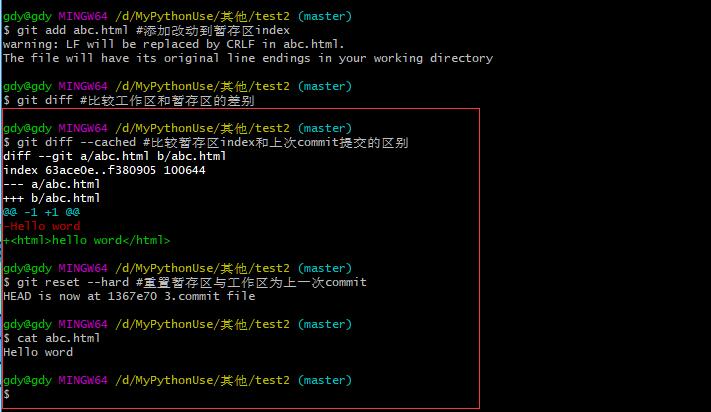 gdy@gdy MINGW64 /d/MyPythonUse/其他/test2 (master)
$ git add abc.html #添加改动到暂存区index
warning: LF will be replaced by CRLF in abc.html.
The file will have its original line endings in your working directory
gdy@gdy MINGW64 /d/MyPythonUse/其他/test2 (master)
$ git diff #比较工作区和暂存区的差别
gdy@gdy MINGW64 /d/MyPythonUse/其他/test2 (master)
$ git diff --cached #比较暂存区index和上次commit提交的区别
diff --git a/abc.html b/abc.html
index 63ace0e..f380905 100644
--- a/abc.html
+++ b/abc.html
@@ -1 +1 @@
-Hello word
+<html>hello word</html>
gdy@gdy MINGW64 /d/MyPythonUse/其他/test2 (master)
$ git reset --hard #重置暂存区与工作区为上一次commit
HEAD is now at 1367e70 3.commit file
gdy@gdy MINGW64 /d/MyPythonUse/其他/test2 (master)
$ cat abc.html
Hello word
gdy@gdy MINGW64 /d/MyPythonUse/其他/test2 (master)
$